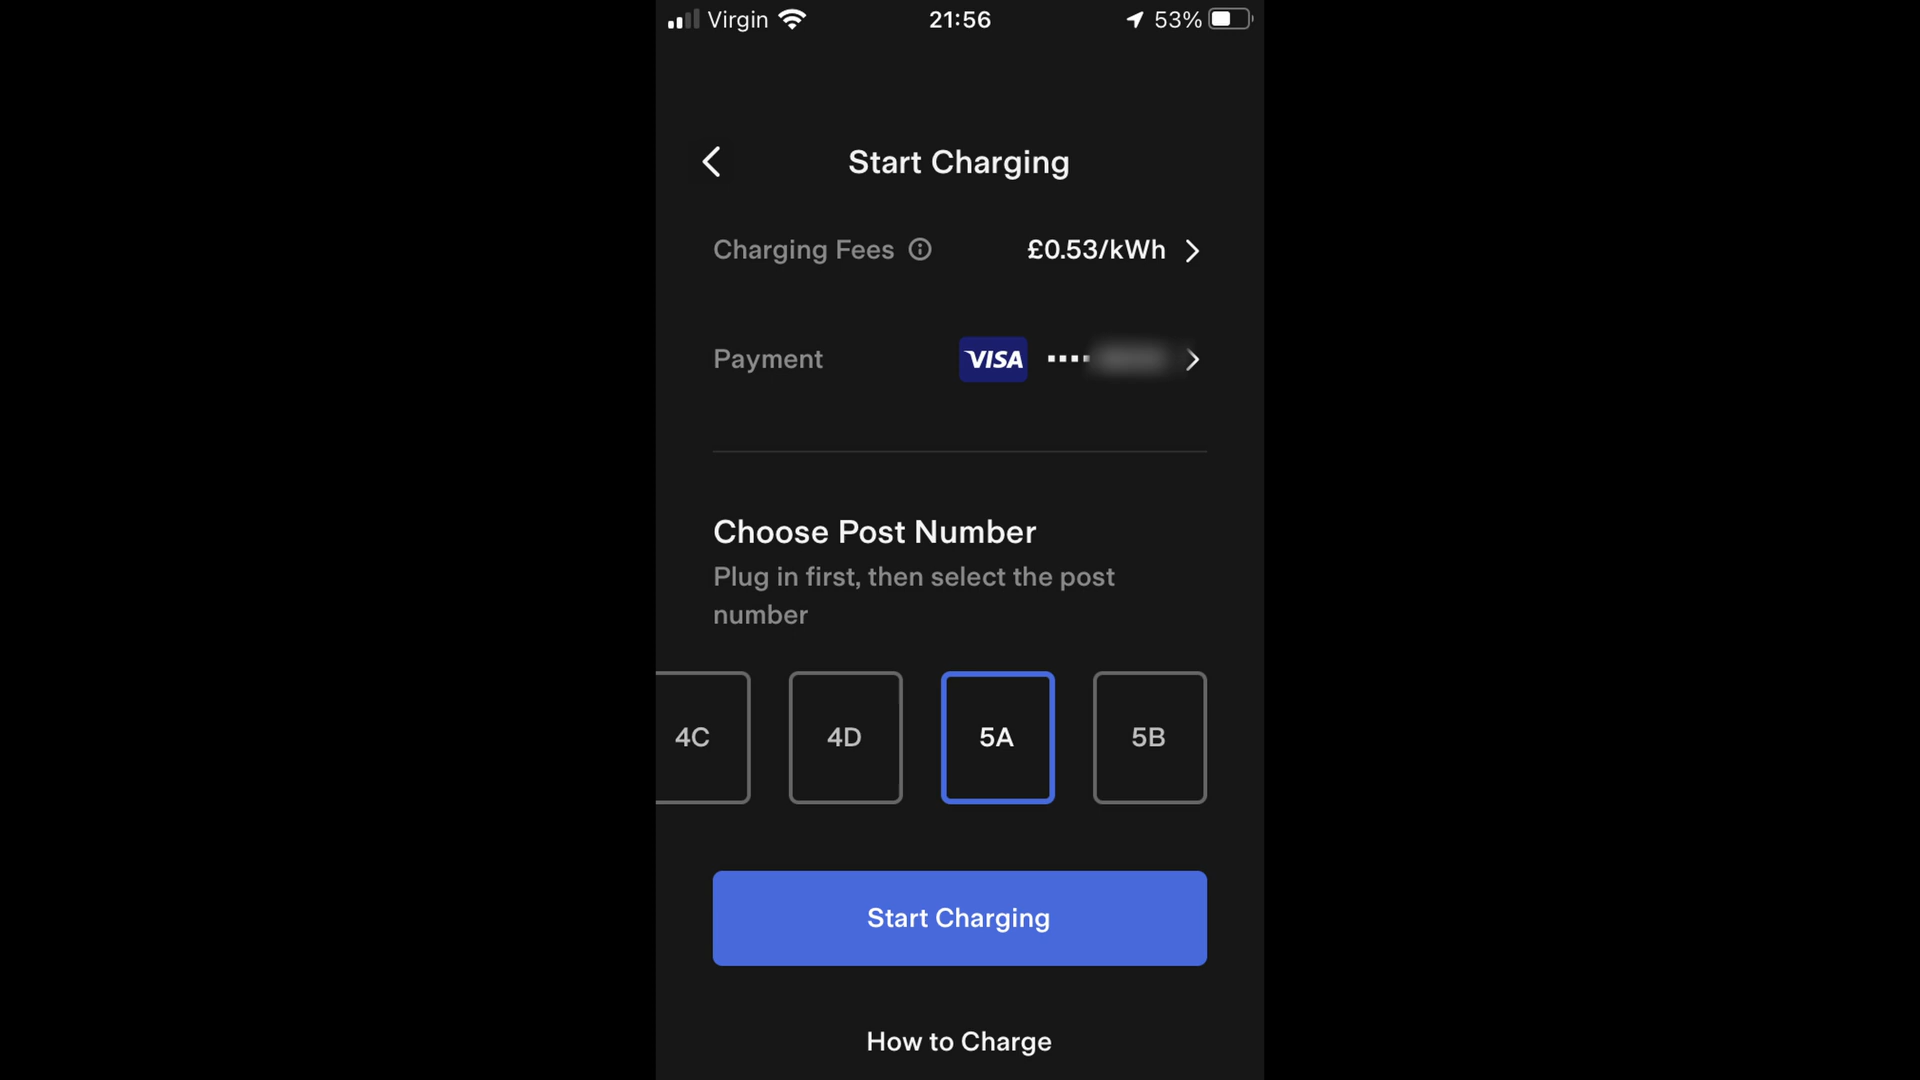 Virgin 21:56 53%
Start Charging
Charging Fees £0.53/kWh
Payment VISA ••••
Choose Post Number
Plug in first, then select the post
number
4C 4D 5A 5B
Start Charging
How to Charge